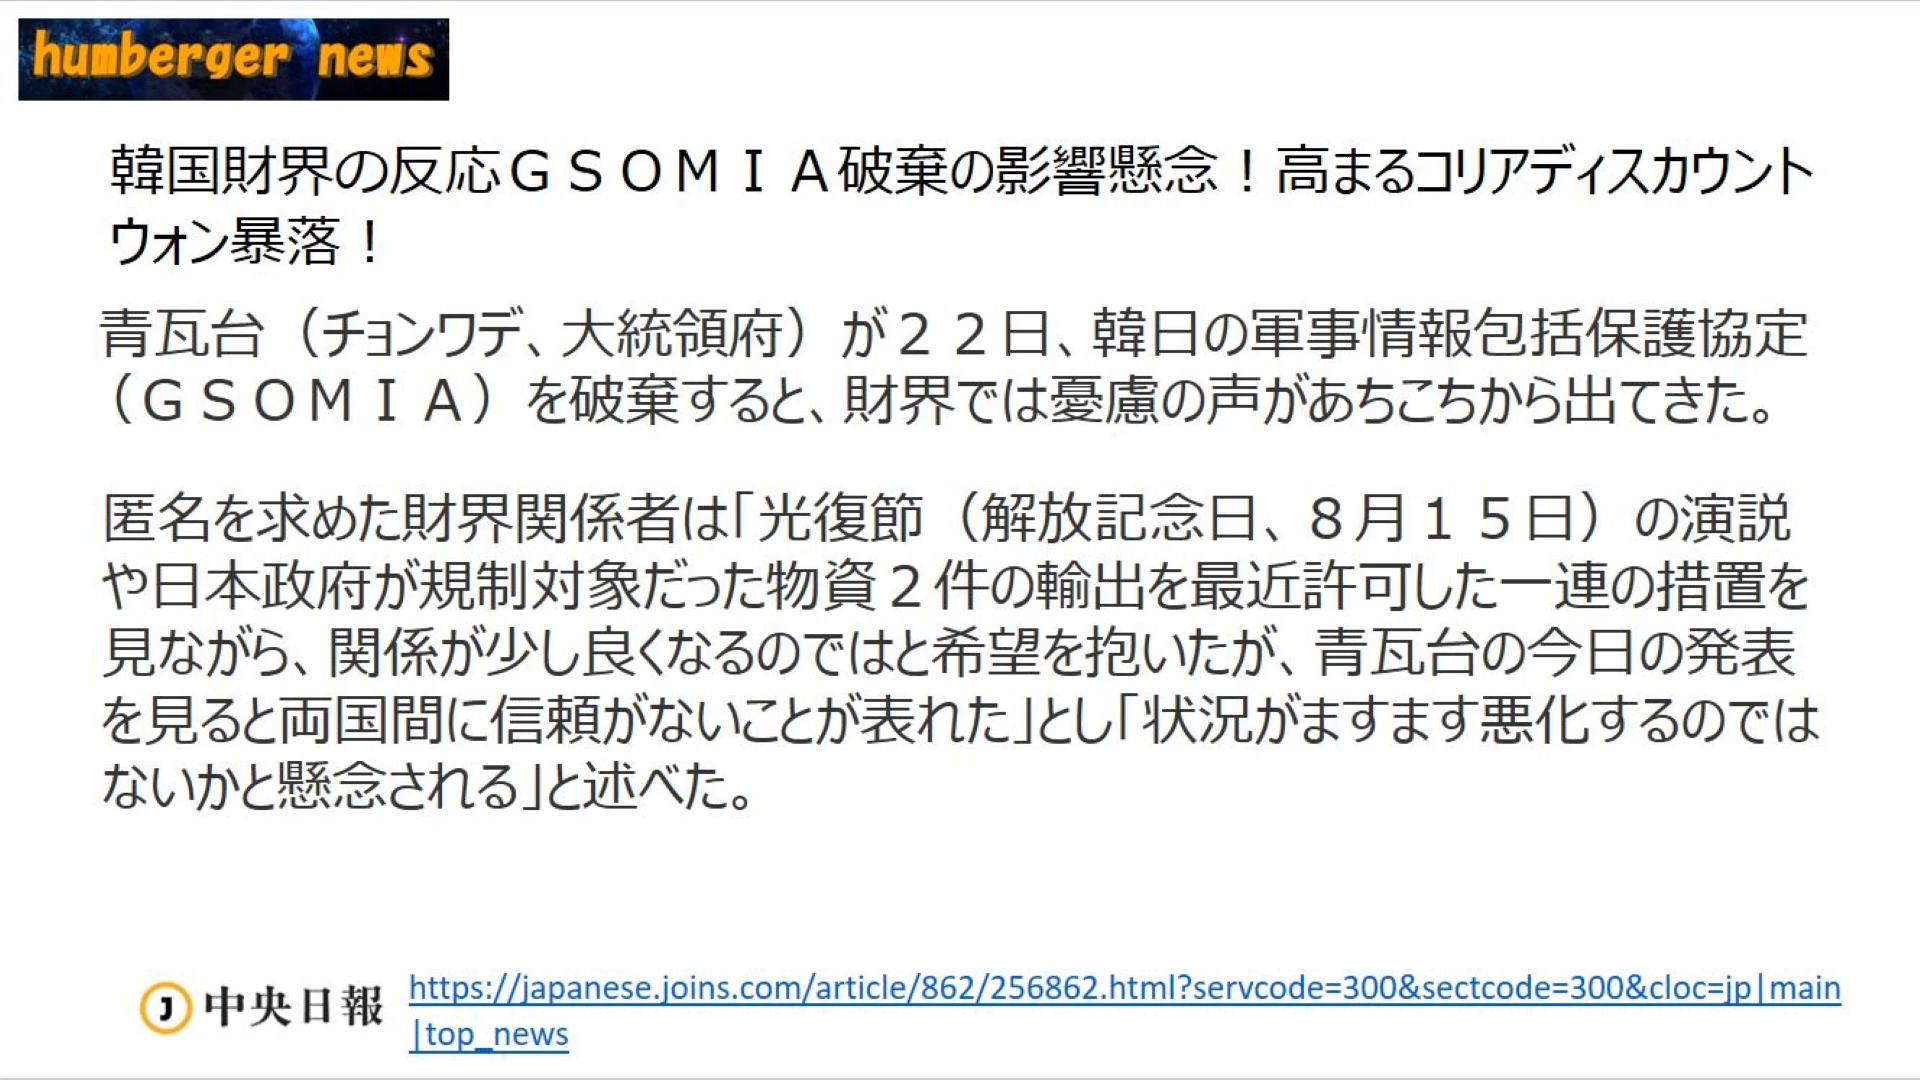 humberger news
韓国財界の反応ＧＳＯＭＩＡ破棄の影響懸念！高まるコリアディスカウント
ウォン暴落！
青瓦台（チョンワデ、大統領府）が２２日、韓日の軍事情報包括保護協定
（ＧＳＯＭＩＡ）を破棄すると、財界では憂慮の声があちこちから出てきた。
匿名を求めた財界関係者は「光復節（解放記念日、８月１５日）の演説
や日本政府が規制対象だった物資２件の輸出を最近許可した一連の措置を
見ながら、関係が少し良くなるのではと希望を抱いたが、青瓦台の今日の発表
を見ると両国間に信頼がないことが表れた」とし「状況がますます悪化するのでは
ないかと懸念される」と述べた。
J 中央日報
https://japanese.joins.com/article/862/256862.html?servcode=300&sectcode=300&cloc=jp|main
|top_news